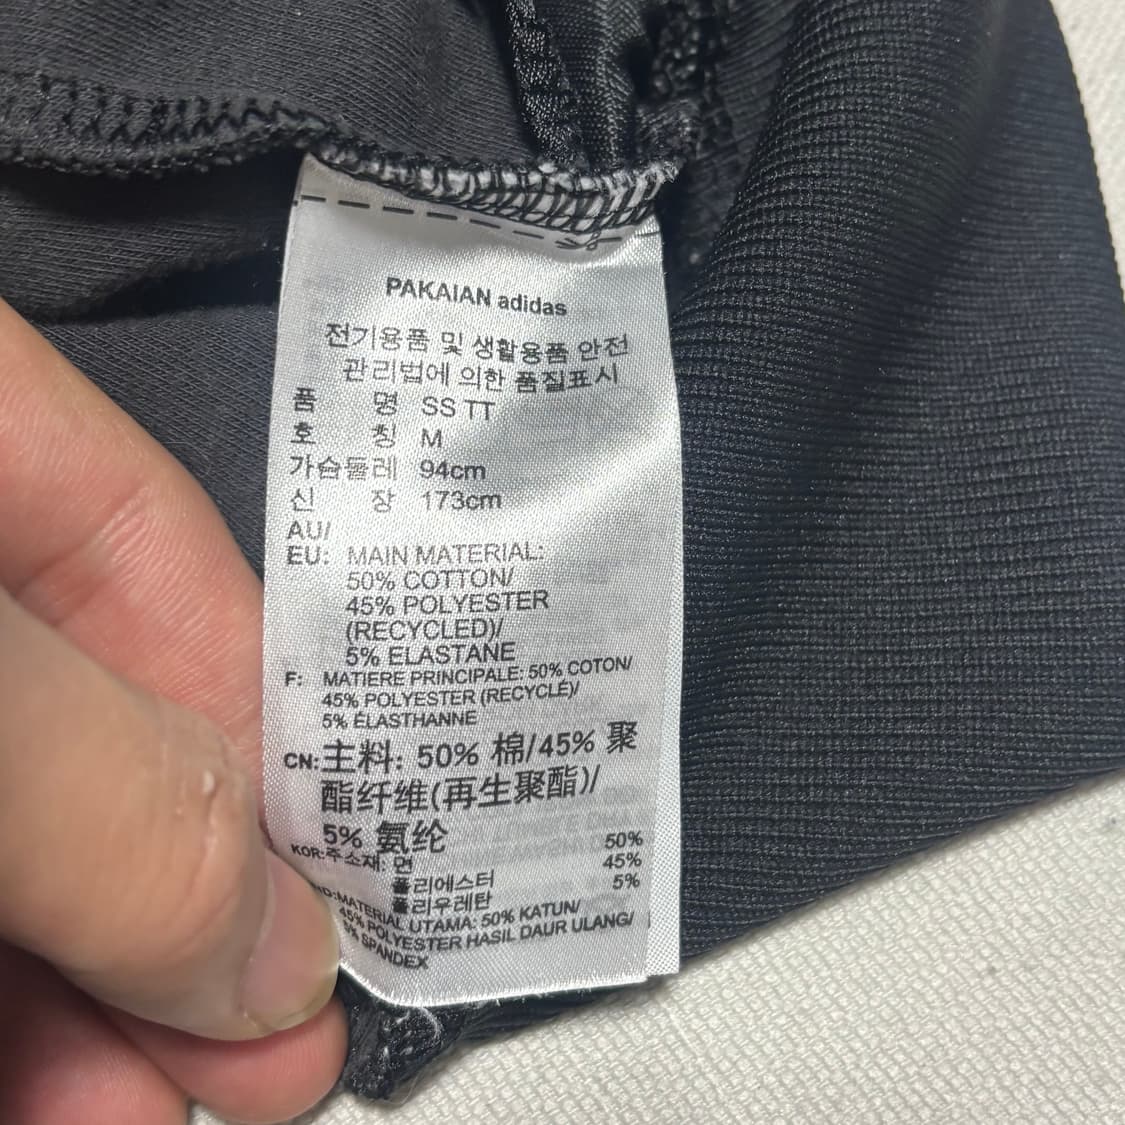 PAKAIAN adidas
전기용품 및 생활용품 안전
관리법에 의한 품질표시
품 명 SS TT
호 칭 M
가슴둘레 94cm
신 장 173cm
AU/
EU: MAIN MATERIAL:
50% COTTON/
45% POLYESTER
(RECYCLED)/
5% ELASTANE
F: MATIERE PRINCIPALE: 50% COTON/
45% POLYESTER (RECYCLÉ)/
5% ÉLASTHANNE
CN: 主料: 50% 棉/45% 聚
酯纤维(再生聚酯)/
5% 氨纶
KOR: 주소재: 면 50%
폴리에스터 45%
폴리우레탄 5%
MATERIAL UTAMA: 50% KATUN/
45% POLYESTER HASIL DAUR ULANG/
5% SPANDEX